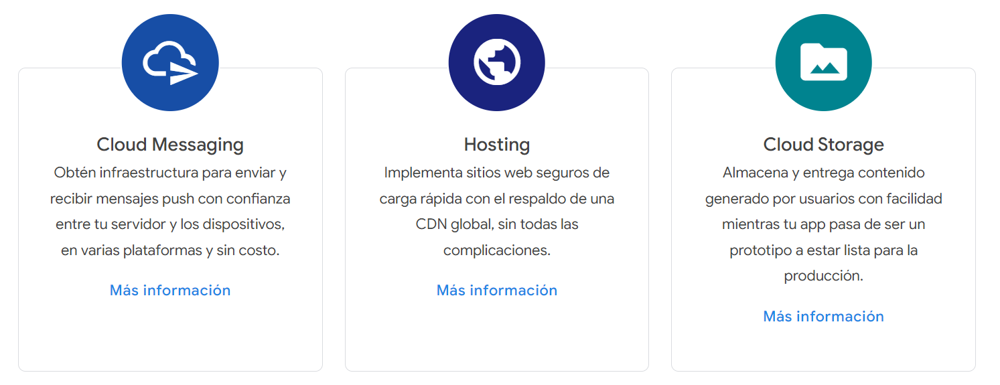 Cloud Messaging
Obtén infraestructura para enviar y
recibir mensajes push con confianza
entre tu servidor y los dispositivos,
en varias plataformas y sin costo.
Más información
Hosting
Implementa sitios web seguros de
carga rápida con el respaldo de una
CDN global, sin todas las
complicaciones.
Más información
Cloud Storage
Almacena y entrega contenido
generado por usuarios con facilidad
mientras tu app pasa de ser un
prototipo a estar lista para la
producción.
Más información